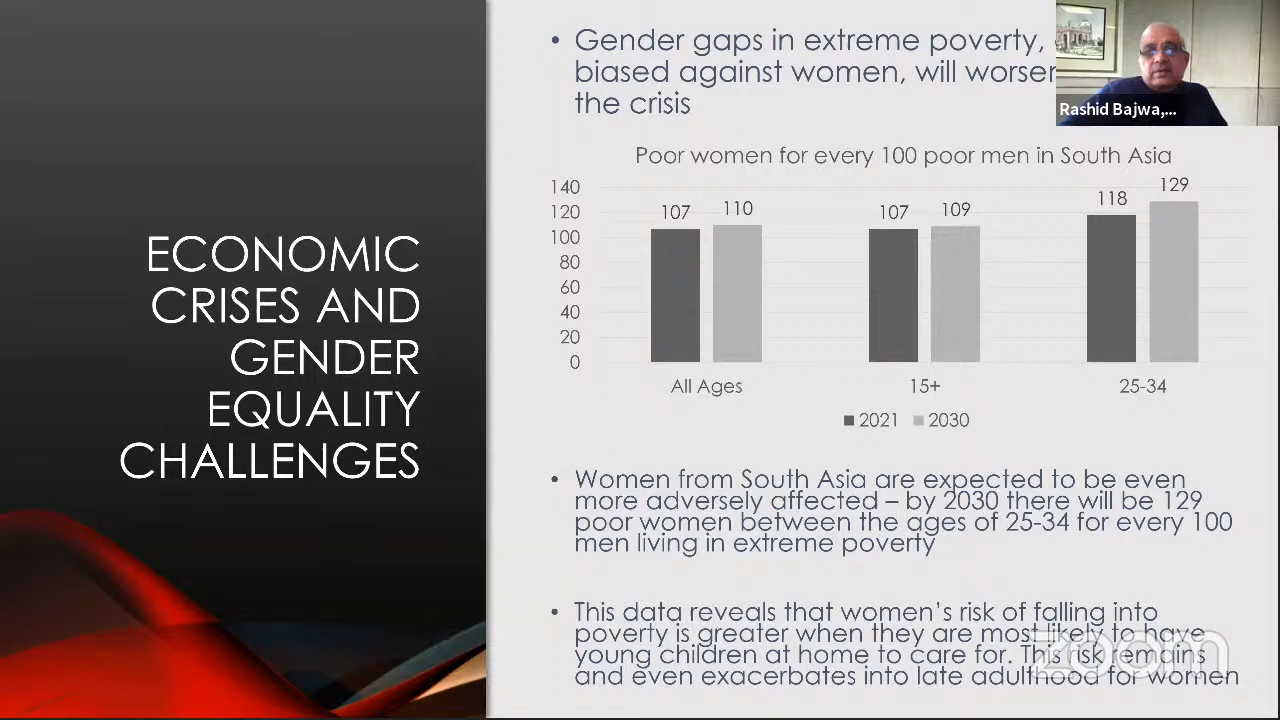 ECONOMIC
CRISES AND
GENDER
EQUALITY
CHALLENGES
• Gender gaps in extreme poverty,
biased against women, will worsen
the crisis
Rashid Bajwa,...
Poor women for every 100 poor men in South Asia
140
120
100
80
60
40
20
0
107
110
107
109
118
129
All Ages
15+
25-34
2021 2030
• Women from South Asia are expected to be even
more adversely affected – by 2030 there will be 129
poor women between the ages of 25-34 for every 100
men living in extreme poverty
• This data reveals that women's risk of falling into
poverty is greater when they are most likely to have
young children at home to care for. This risk remains
and even exacerbates into late adulthood for women
zoom